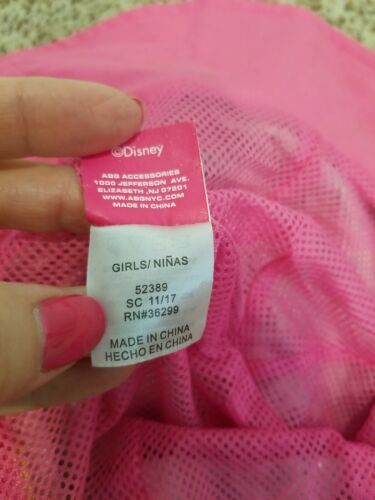 ©Disney
ABG ACCESSORIES
1000 JEFFERSON AVE.
ELIZABETH ,NJ 07201
WWW.ABGNYC.COM
MADE IN CHINA
GIRLS/ NIÑAS
52389
SC 11/17
RN#36299
MADE IN CHINA
HECHO EN CHINA